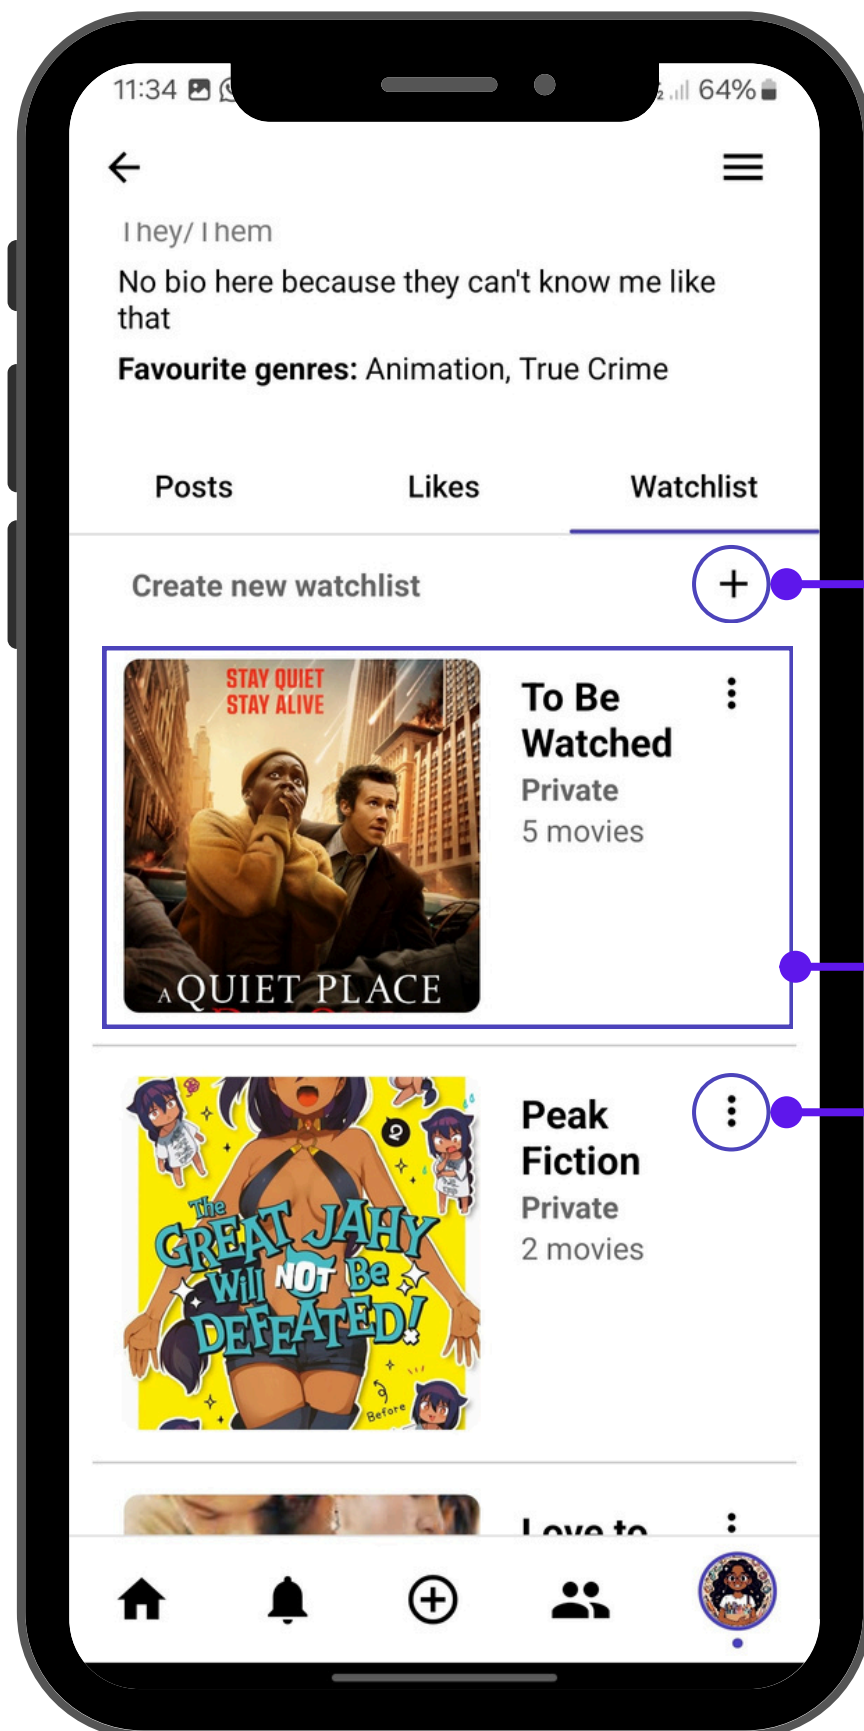 11:34
64%
They/Them
No bio here because they can't know me like
that
Favourite genres: Animation, True Crime
Posts Likes Watchlist
Create new watchlist
STAY QUIET
STAY ALIVE
A QUIET PLACE
To Be
Watched
Private
5 movies
The
GREAT JAHY
Will NOT Be
DEFEATED!
2
Before
Peak
Fiction
Private
2 movies
Love to